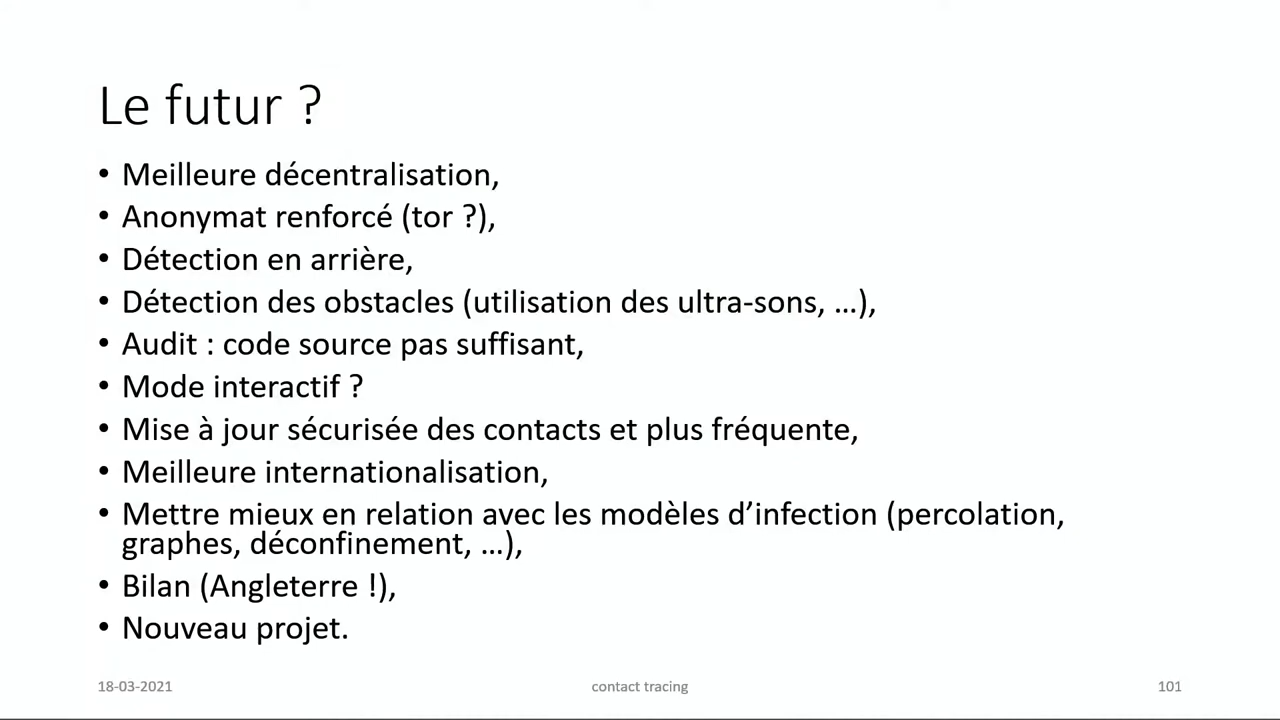 Le futur ?
• Meilleure décentralisation,
• Anonymat renforcé (tor ?),
• Détection en arrière,
• Détection des obstacles (utilisation des ultra-sons, …),
• Audit : code source pas suffisant,
• Mode interactif ?
• Mise à jour sécurisée des contacts et plus fréquente,
• Meilleure internationalisation,
• Mettre mieux en relation avec les modèles d’infection (percolation,
graphes, déconfinement, …),
• Bilan (Angleterre !),
• Nouveau projet.
18-03-2021
contact tracing
101